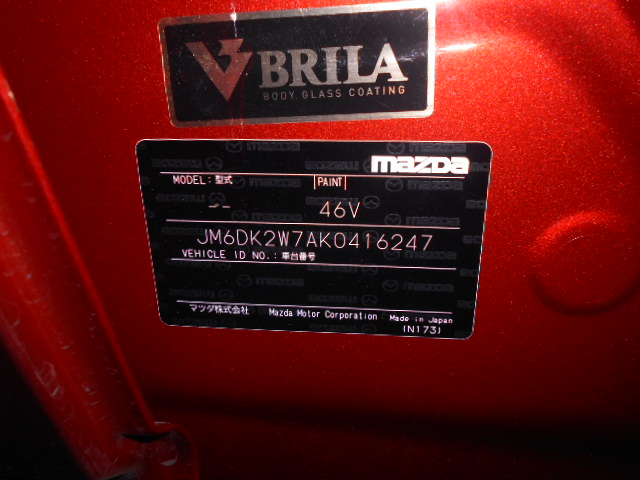 BRILA
BODY GLASS COATING
mazda
MODEL:型式 PAINT
46V
JM6DK2W7AK0416247
VEHICLE ID NO.:車台番号
マツダ株式会社 Mazda Motor Corporation Made in Japan
(N173)